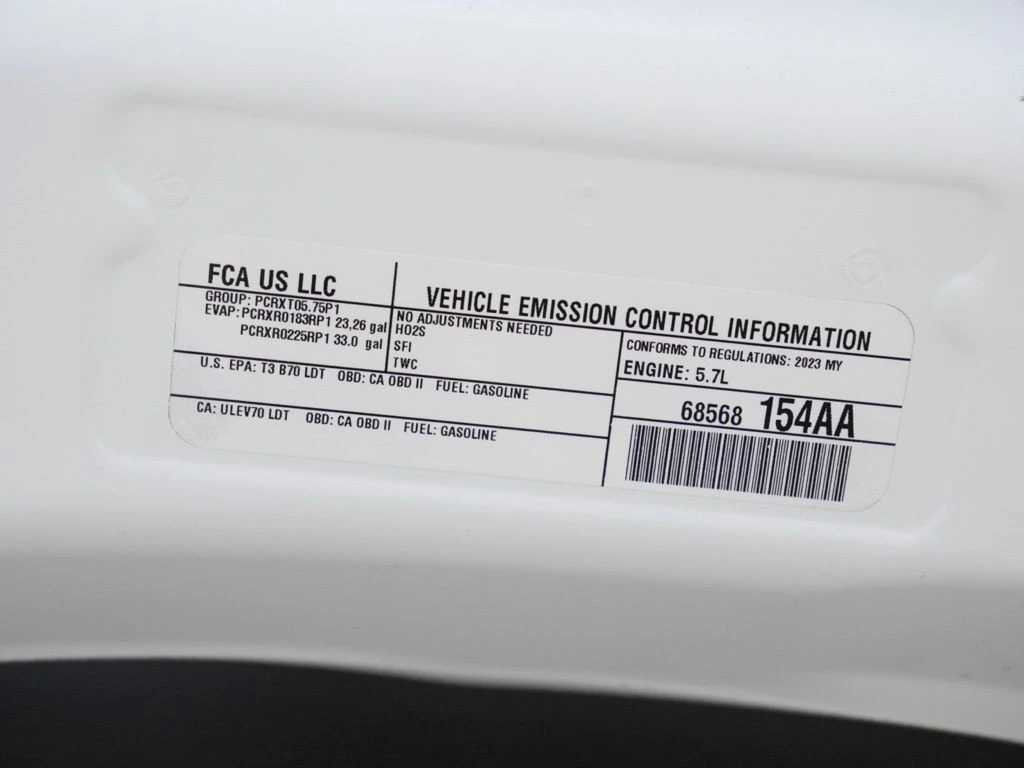 FCA US LLC
VEHICLE EMISSION CONTROL INFORMATION
GROUP: PCRXT05.75P1
EVAP: PCRXR0183RP1 23,26 gal
PCRXR0225RP1 33.0 gal
NO ADJUSTMENTS NEEDED
HO2S
SFI
TWC
CONFORMS TO REGULATIONS: 2023 MY
ENGINE: 5.7L
U.S. EPA: T3 B70 LDT OBD: CA OBD II FUEL: GASOLINE
CA: ULEV70 LDT OBD: CA OBD II FUEL: GASOLINE
68568 154AA